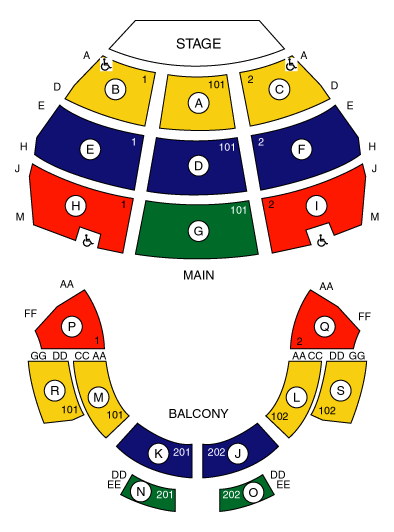 STAGE
A A
B 1 101 2 C
A
D D
E E
E 1 101 2 F
D
H H
J J
H 1 101 2 I
G
M M
MAIN
AA AA
FF FF
P Q
1 2
GG DD CC AA AA CC DD GG
R M L S
101 101 102 102
BALCONY
K 201 202 J
DD DD
EE EE
N 201 202 O